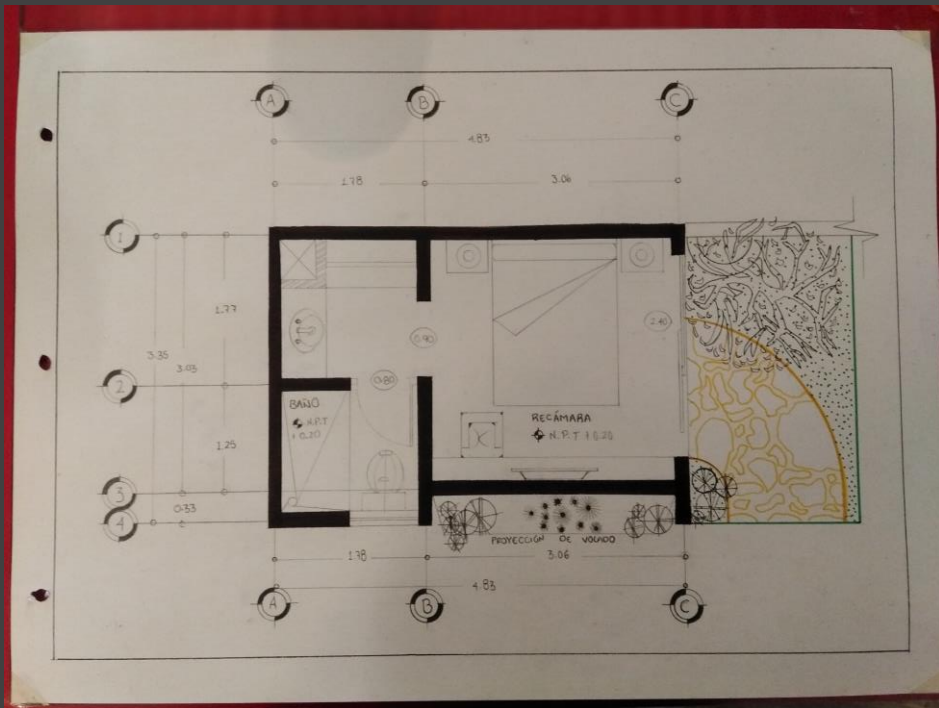 A
B
C
4.83
1.78
3.06
1
1.77
3.35
3.03
2.40
0.90
2
0.80
BAÑO
N.P.T
+0.20
RECÁMARA
N.P.T +0.20
1.25
3
0.33
4
PROYECCIÓN DE VOLADO
1.78
3.06
4.83
A
B
C